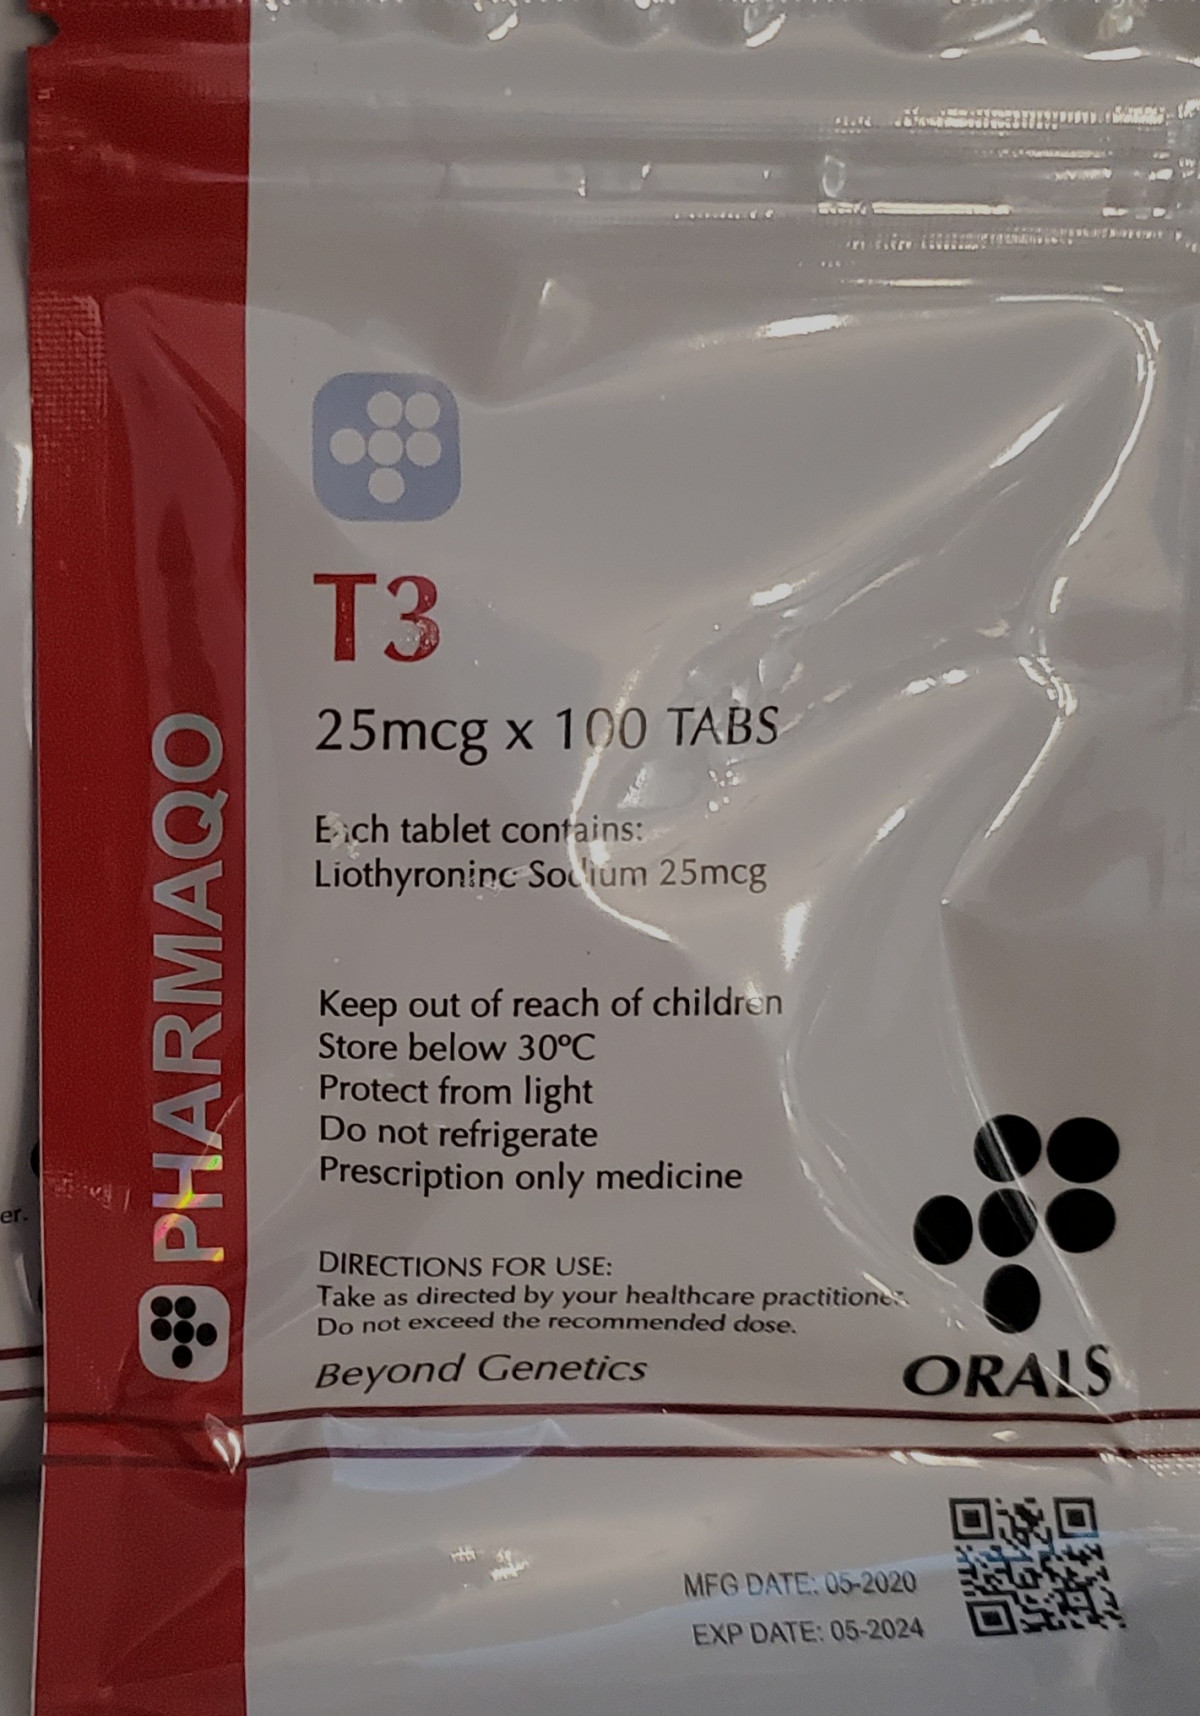 PHARMAQO
T3
25mcg x 100 TABS
Each tablet contains:
Liothyronine Sodium 25mcg
Keep out of reach of children
Store below 30ºC
Protect from light
Do not refrigerate
Prescription only medicine
DIRECTIONS FOR USE:
Take as directed by your healthcare practitioner.
Do not exceed the recommended dose.
Beyond Genetics
ORALS
MFG DATE: 05-2020
EXP DATE: 05-2024
er.